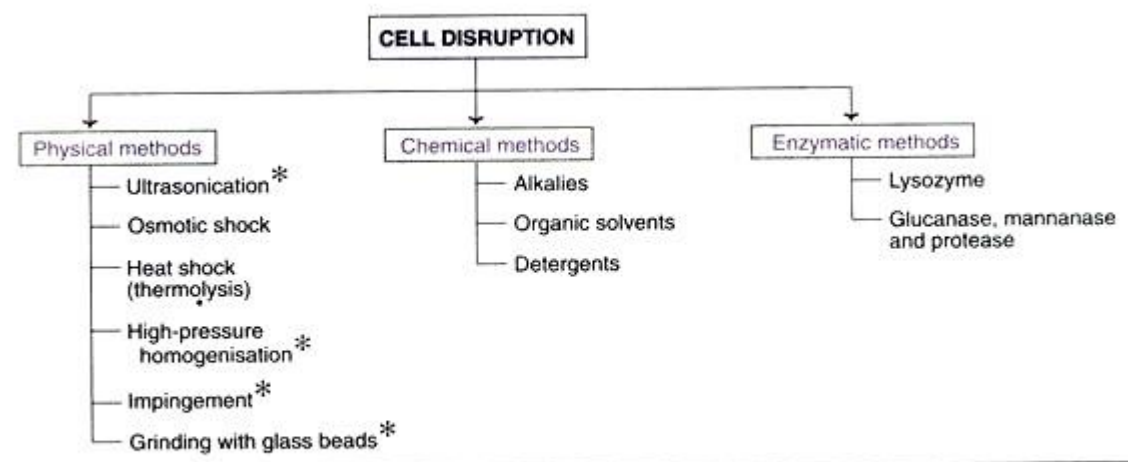 CELL DISRUPTION
Physical methods
Ultrasonication*
Osmotic shock
Heat shock
(thermolysis)
High-pressure
homogenisation*
Impingement*
Grinding with glass beads*
Chemical methods
Alkalies
Organic solvents
Detergents
Enzymatic methods
Lysozyme
Glucanase, mannanase
and protease